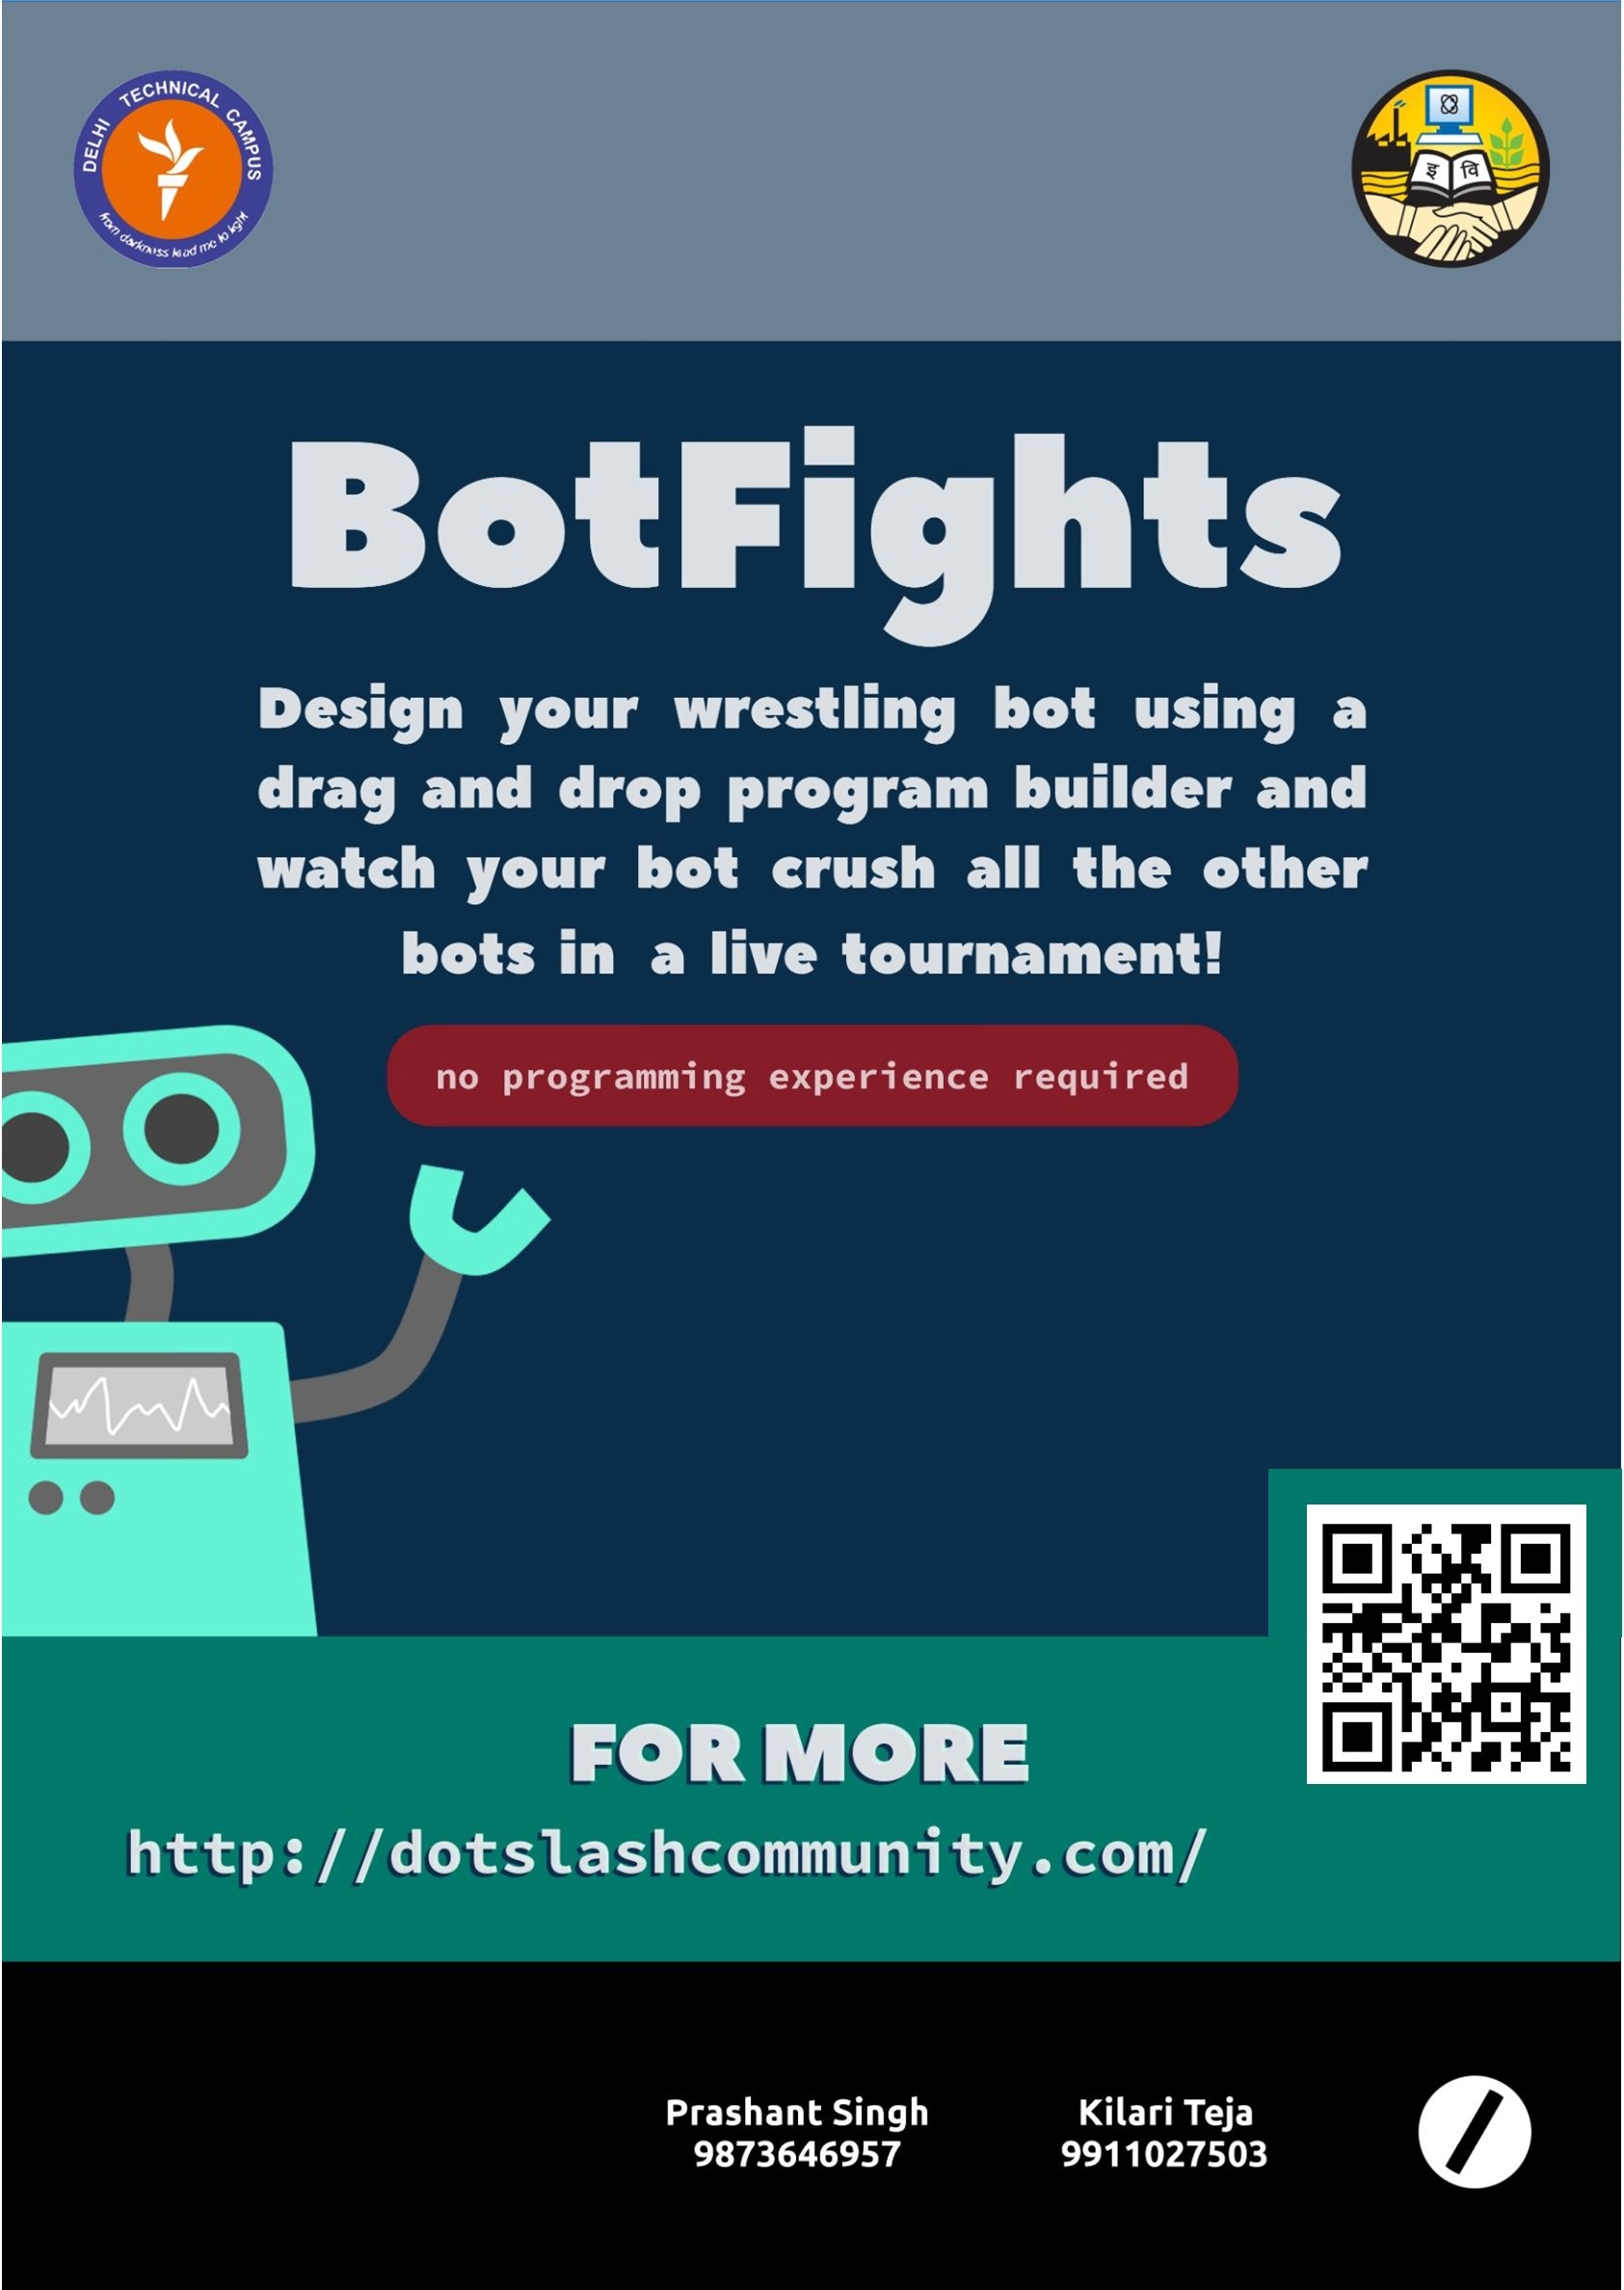 DELHI TECHNICAL CAMPUS
from darkness lead me to light
इ वि
BotFights
Design your wrestling bot using a
drag and drop program builder and
watch your bot crush all the other
bots in a live tournament!
no programming experience required
FOR MORE
http://dotslashcommunity.com/
Prashant Singh
9873646957
Kilari Teja
9911027503